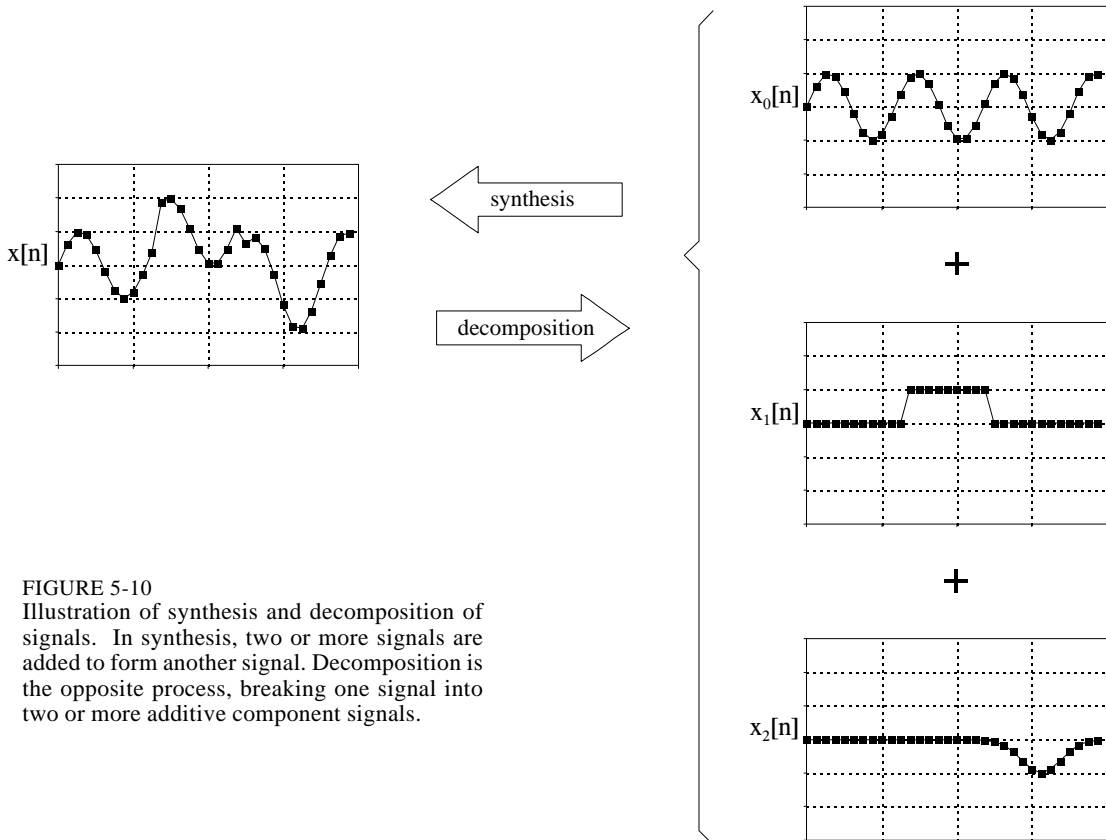 x₀[n]
synthesis
x[n]
+
decomposition
x₁[n]
+
FIGURE 5-10
Illustration of synthesis and decomposition of
signals. In synthesis, two or more signals are
added to form another signal. Decomposition is
the opposite process, breaking one signal into
two or more additive component signals.
x₂[n]